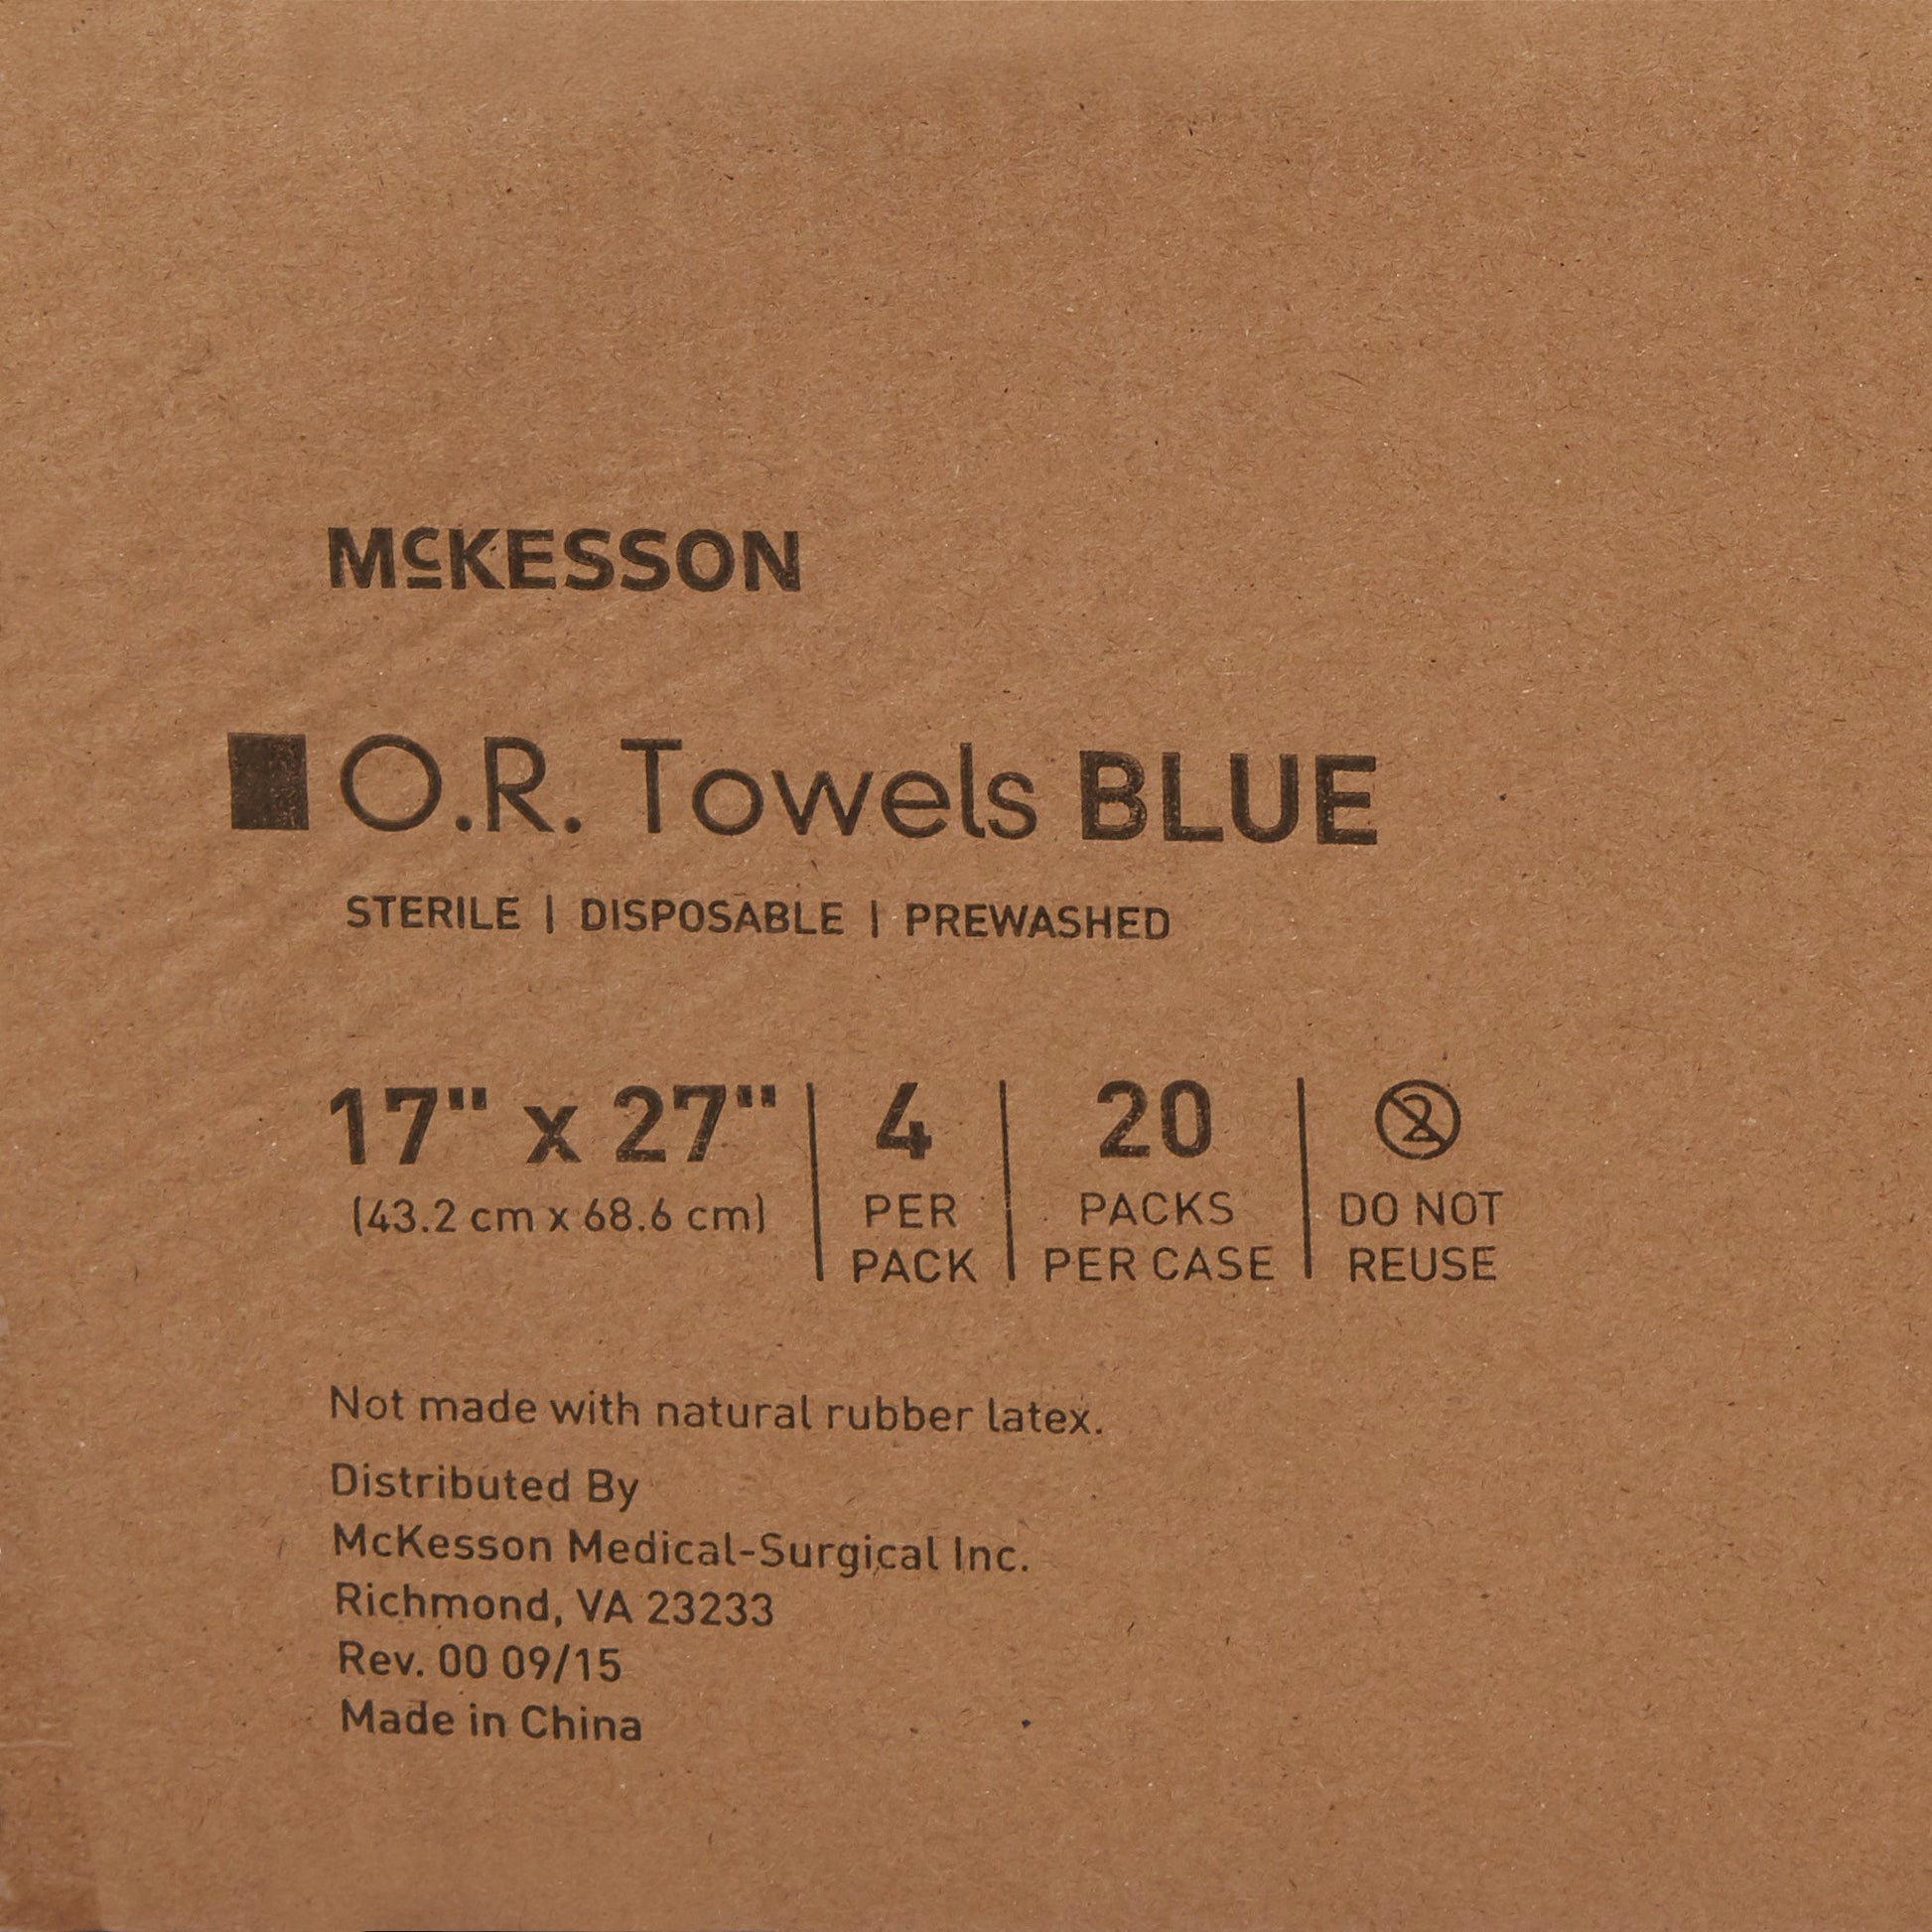 McKESSON
O.R. Towels BLUE
STERILE | DISPOSABLE | PREWASHED
17" x 27"
(43.2 cm x 68.6 cm)
4
PER
PACK
20
PACKS
PER CASE
2
DO NOT
REUSE
Not made with natural rubber latex.
Distributed By
McKesson Medical-Surgical Inc.
Richmond, VA 23233
Rev. 00 09/15
Made in China